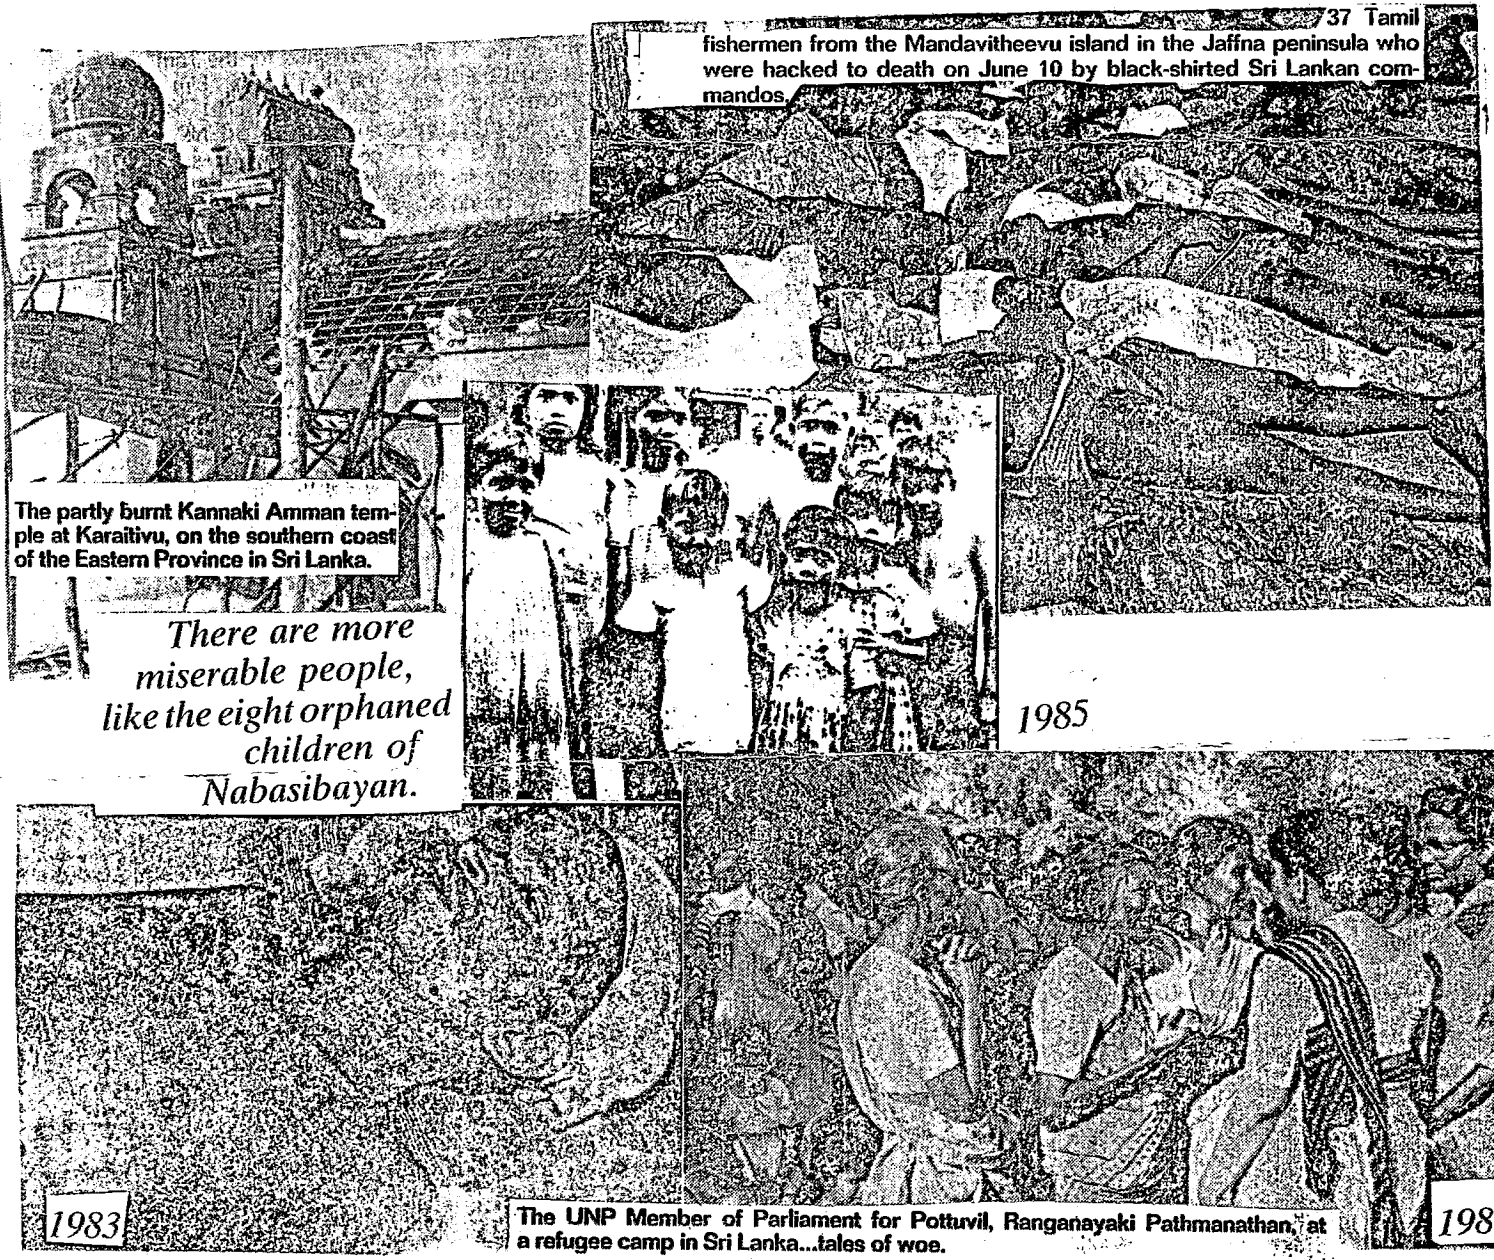 37 Tamil
fishermen from the Mandavitheevu island in the Jaffna peninsula who
were hacked to death on June 10 by black-shirted Sri Lankan com-
mandos.
The partly burnt Kannaki Amman tem-
ple at Karaitivu, on the southern coast
of the Eastern Province in Sri Lanka.
There are more
miserable people,
like the eight orphaned
children of
Nabasibayan.
1985
1983
The UNP Member of Parliament for Pottuvil, Ranganayaki Pathmanathan, at
a refugee camp in Sri Lanka...tales of woe.
198